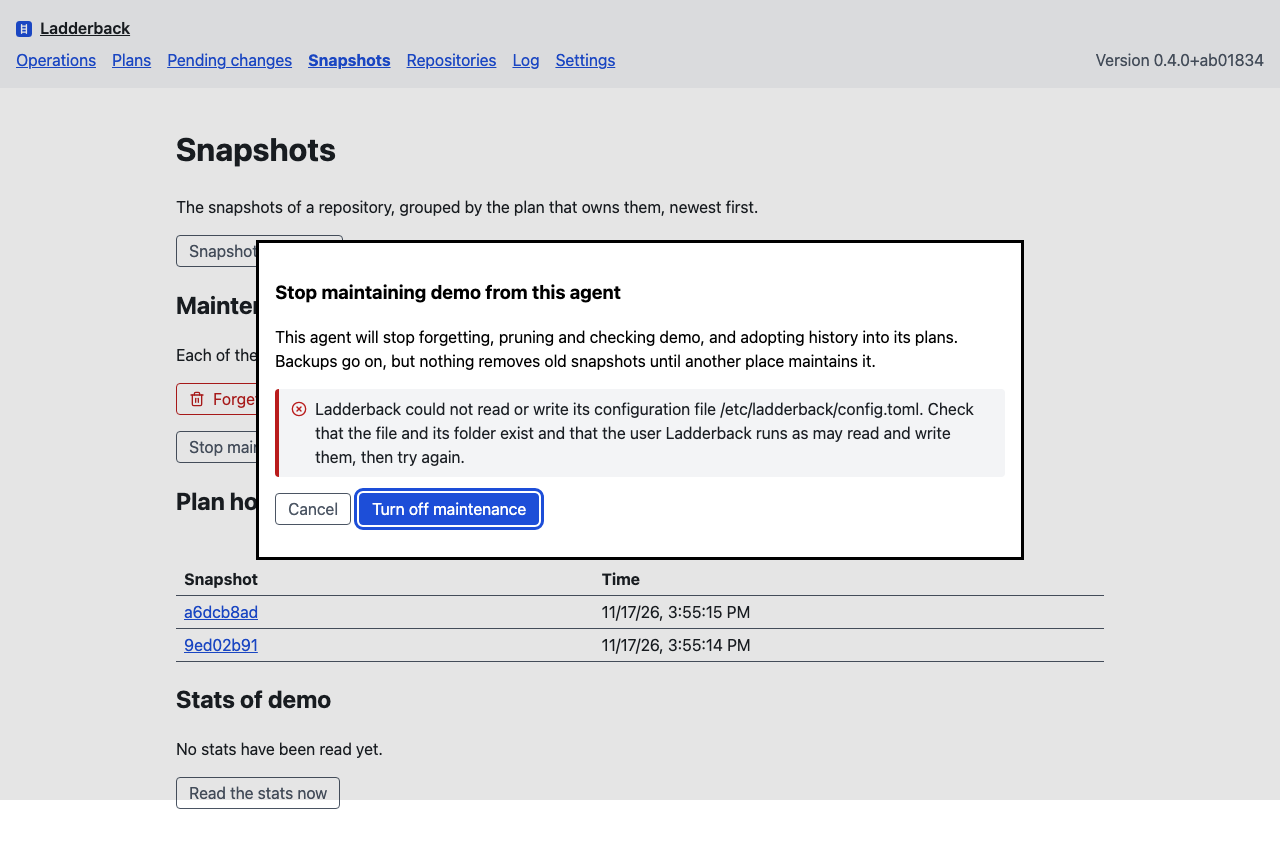 Ladderback
Operations Plans Pending changes Snapshots Repositories Log Settings Version 0.4.0+ab01834
Snapshots
The snapshots of a repository, grouped by the plan that owns them, newest first.
Stop maintaining demo from this agent
This agent will stop forgetting, pruning and checking demo, and adopting history into its plans.
Backups go on, but nothing removes old snapshots until another place maintains it.
Each of the
Ladderback could not read or write its configuration file /etc/ladderback/config.toml. Check
that the file and its folder exist and that the user Ladderback runs as may read and write
them, then try again.
Stop
Plan
Cancel Turn off maintenance
Snapshot Time
a6dcb8ad 11/17/26, 3:55:15 PM
9ed02b91 11/17/26, 3:55:14 PM
Stats of demo
No stats have been read yet.
Read the stats now